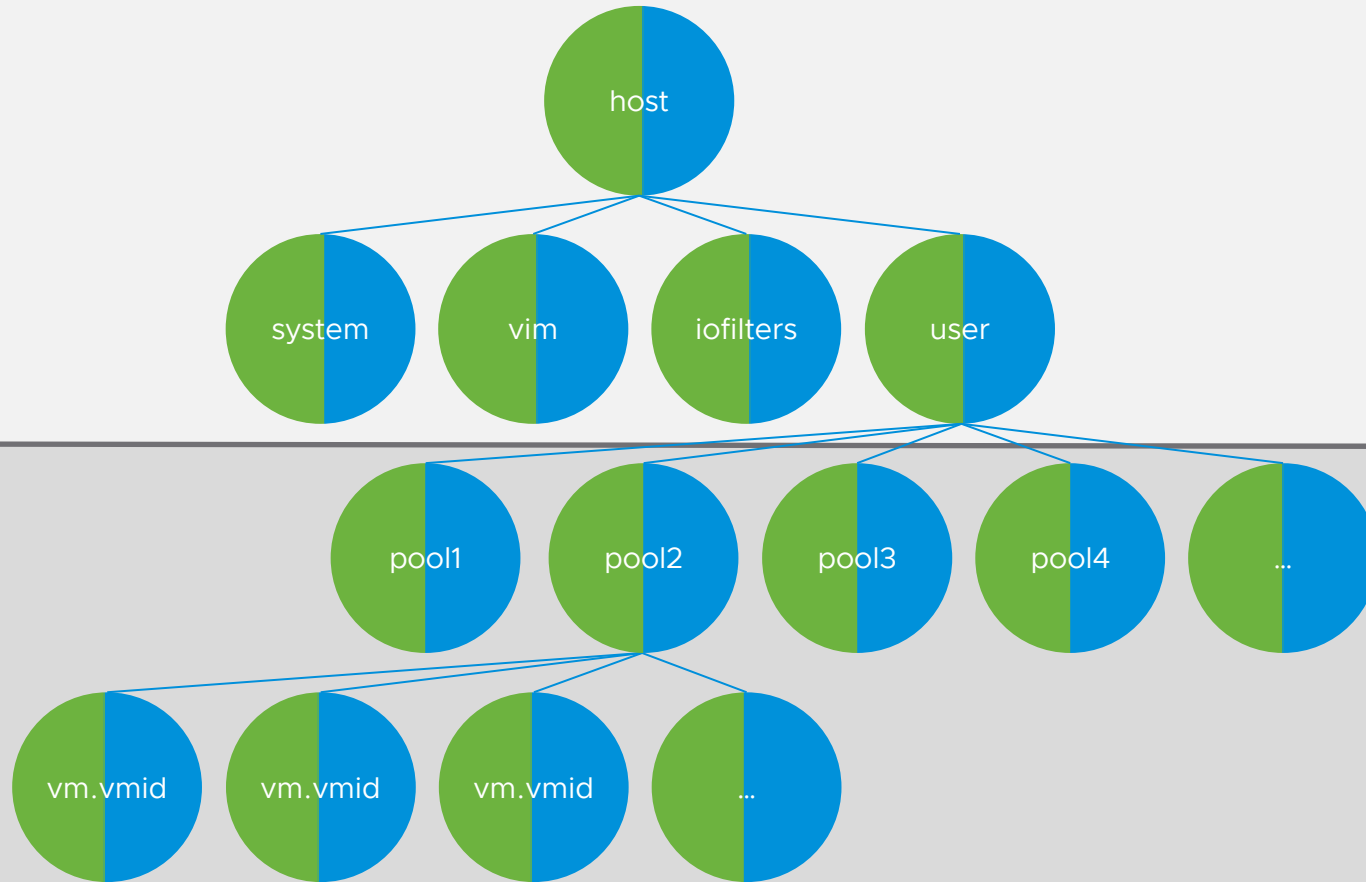 host
system
vim
iofilters
user
pool1
pool2
pool3
pool4
...
vm.vmid
vm.vmid
vm.vmid
...